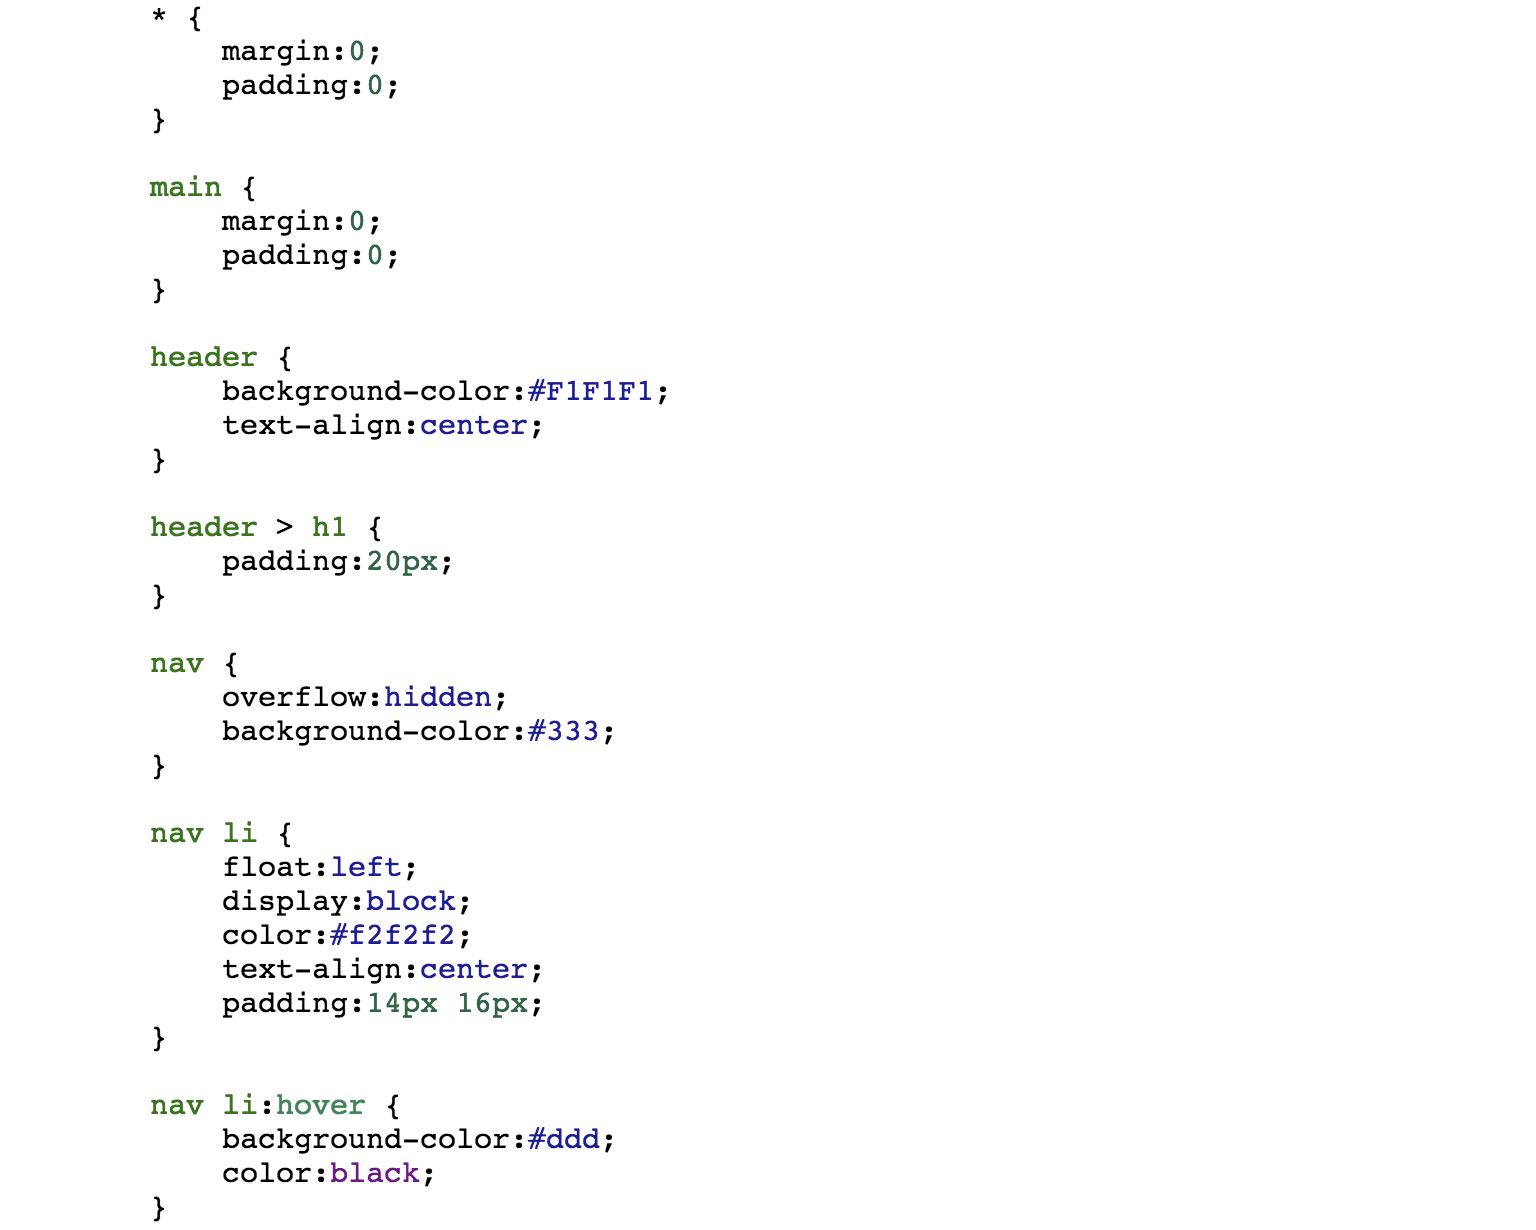 * {
    margin:0;
    padding:0;
}

main {
    margin:0;
    padding:0;
}

header {
    background-color:#F1F1F1;
    text-align:center;
}

header > h1 {
    padding:20px;
}

nav {
    overflow:hidden;
    background-color:#333;
}

nav li {
    float:left;
    display:block;
    color:#f2f2f2;
    text-align:center;
    padding:14px 16px;
}

nav li:hover {
    background-color:#ddd;
    color:black;
}